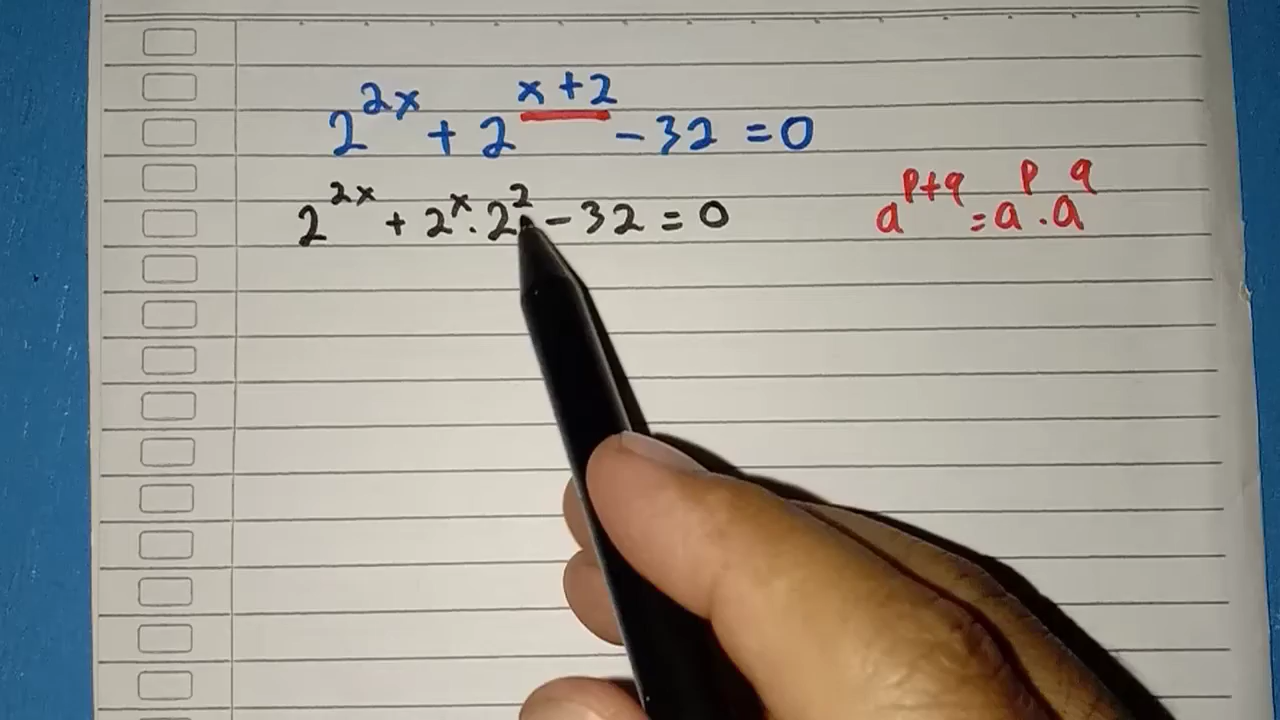 2^{2x} + 2^{x+2} - 32 = 0
2^{2x} + 2^x . 2^2 - 32 = 0
a^{p+q} = a^p . a^q